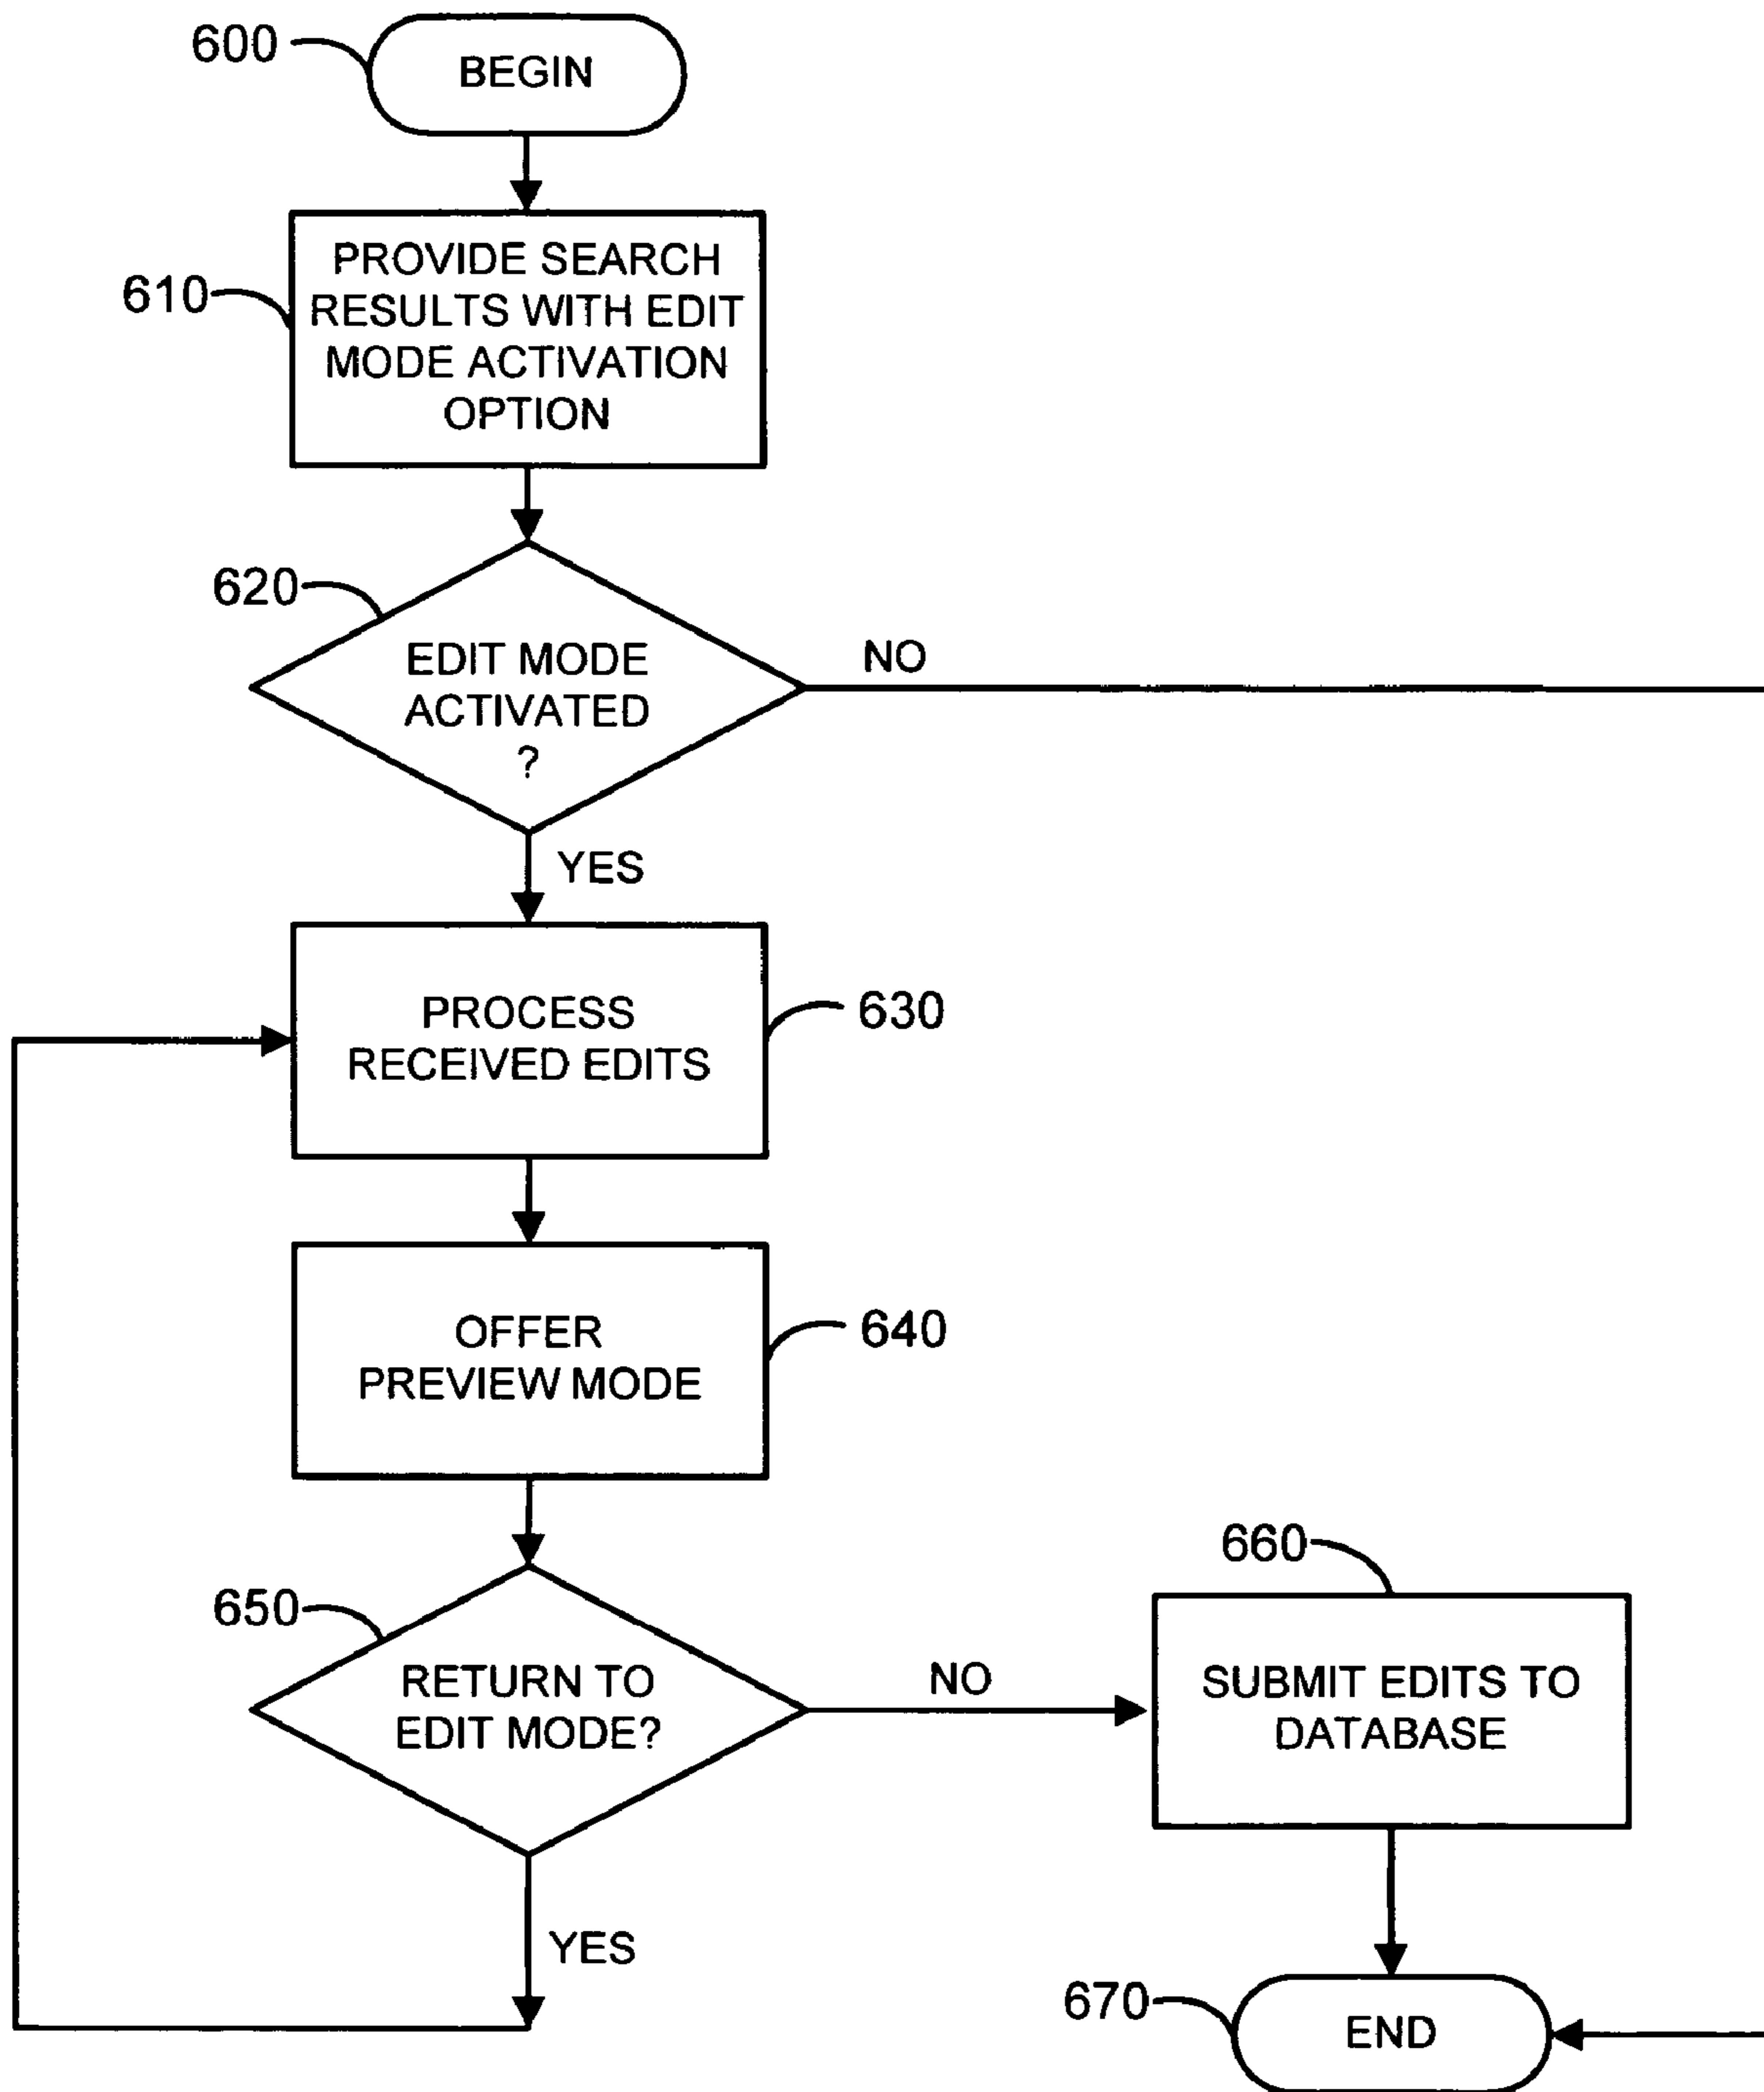 600
BEGIN
610
PROVIDE SEARCH
RESULTS WITH EDIT
MODE ACTIVATION
OPTION
620
EDIT MODE
ACTIVATED
?
NO
YES
PROCESS
RECEIVED EDITS
630
OFFER
PREVIEW MODE
640
650
RETURN TO
EDIT MODE?
NO
YES
660
SUBMIT EDITS TO
DATABASE
670
END